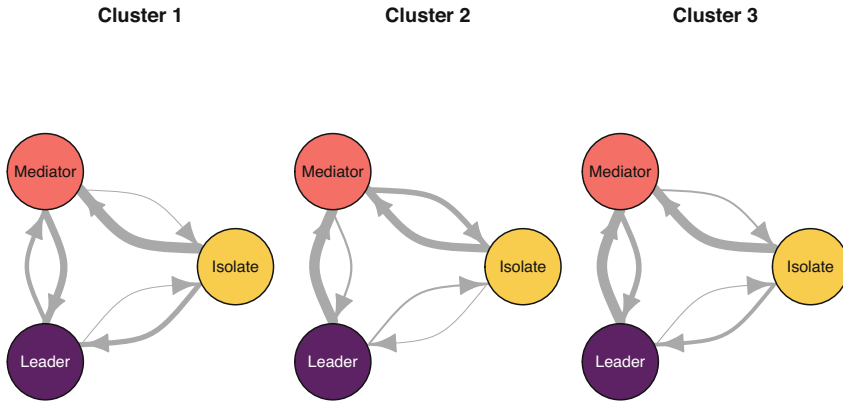 Cluster 1 Cluster 2 Cluster 3
Mediator Mediator Mediator
Isolate Isolate Isolate
Leader Leader Leader